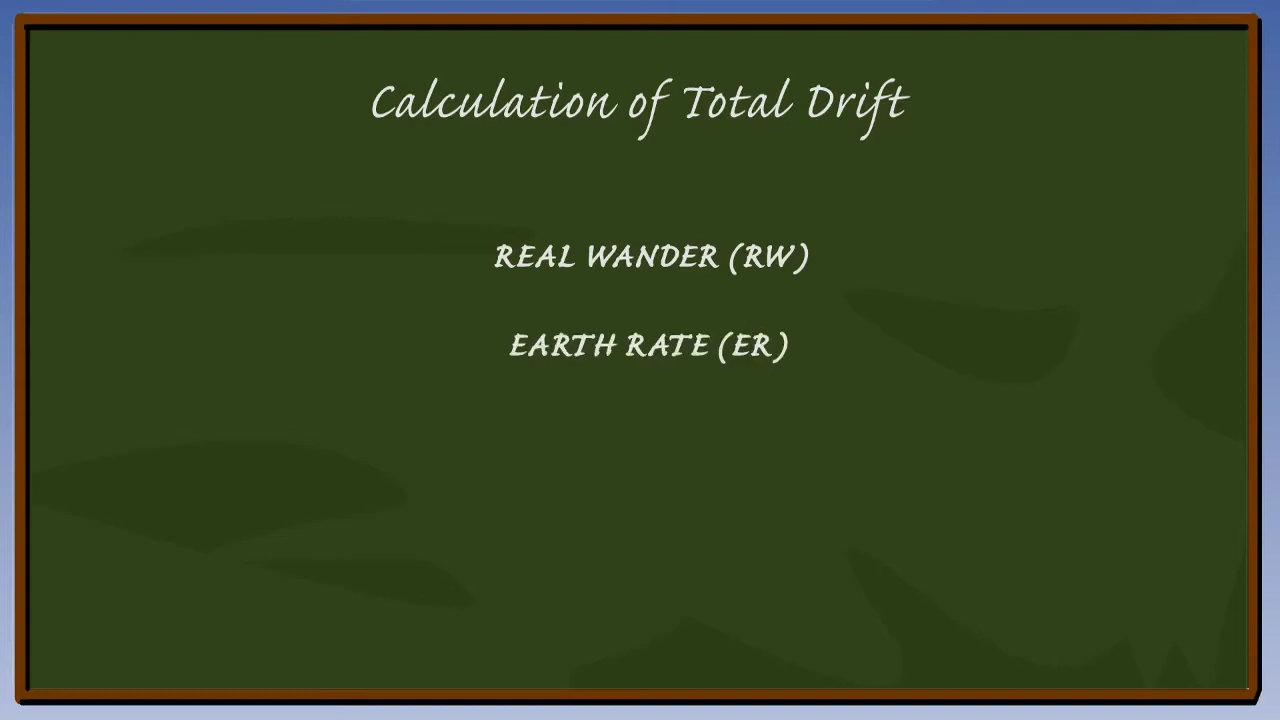 Calculation of Total Drift
REAL WANDER (RW)
EARTH RATE (ER)